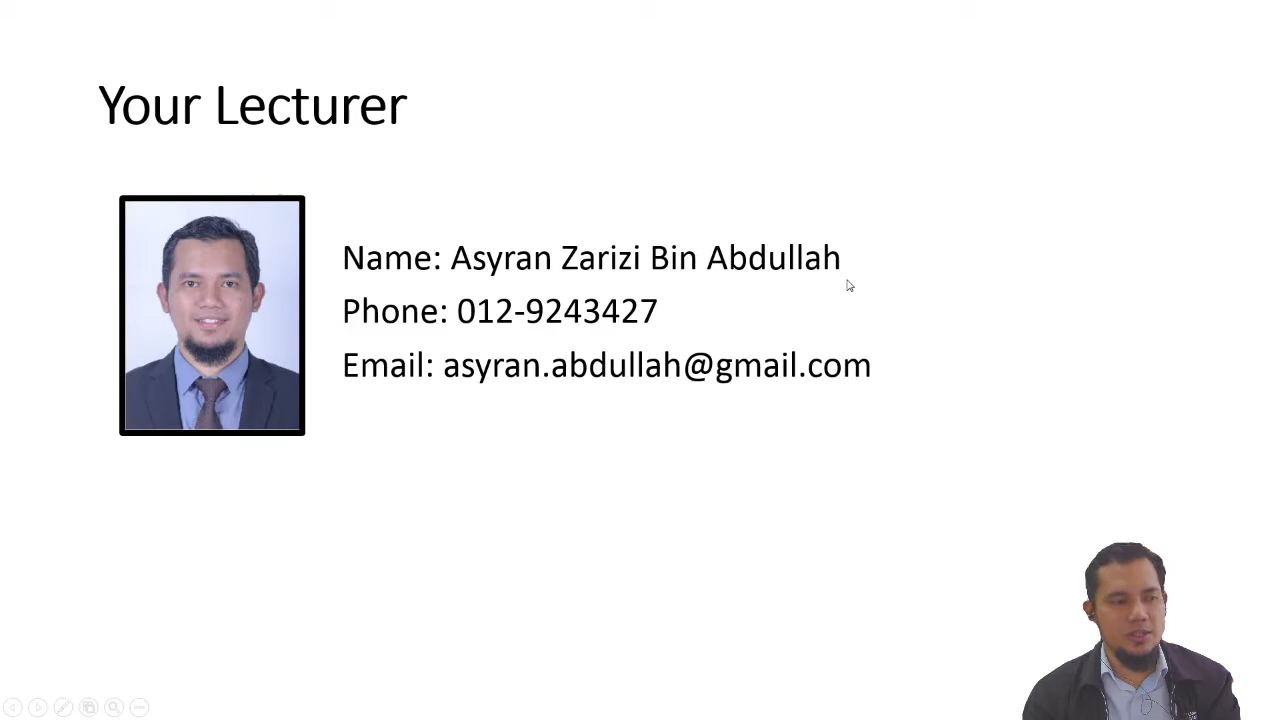 Your Lecturer
Name: Asyran Zarizi Bin Abdullah
Phone: 012-9243427
Email: asyran.abdullah@gmail.com